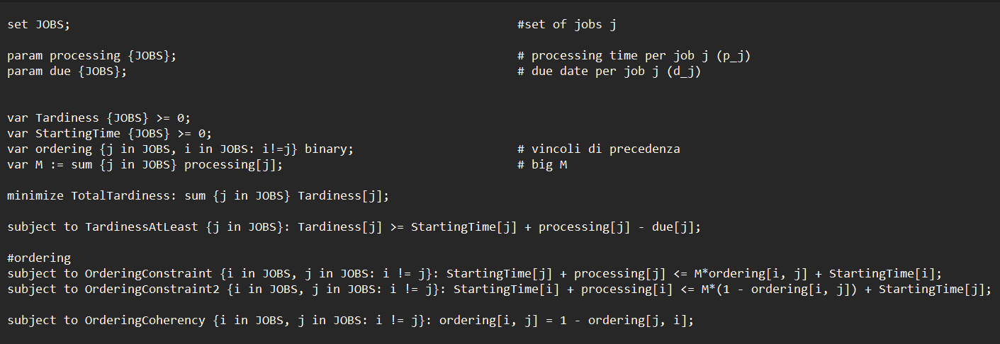 set JOBS; #set of jobs j
param processing {JOBS}; # processing time per job j (p_j)
param due {JOBS}; # due date per job j (d_j)
var Tardiness {JOBS} >= 0;
var StartingTime {JOBS} >= 0;
var ordering {j in JOBS, i in JOBS: i!=j} binary; # vincoli di precedenza
var M := sum {j in JOBS} processing[j]; # big M
minimize TotalTardiness: sum {j in JOBS} Tardiness[j];
subject to TardinessAtLeast {j in JOBS}: Tardiness[j] >= StartingTime[j] + processing[j] - due[j];
#ordering
subject to OrderingConstraint {i in JOBS, j in JOBS: i != j}: StartingTime[j] + processing[j] <= M*ordering[i, j] + StartingTime[i];
subject to OrderingConstraint2 {i in JOBS, j in JOBS: i != j}: StartingTime[i] + processing[i] <= M*(1 - ordering[i, j]) + StartingTime[j];
subject to OrderingCoherency {i in JOBS, j in JOBS: i != j}: ordering[i, j] = 1 - ordering[j, i];